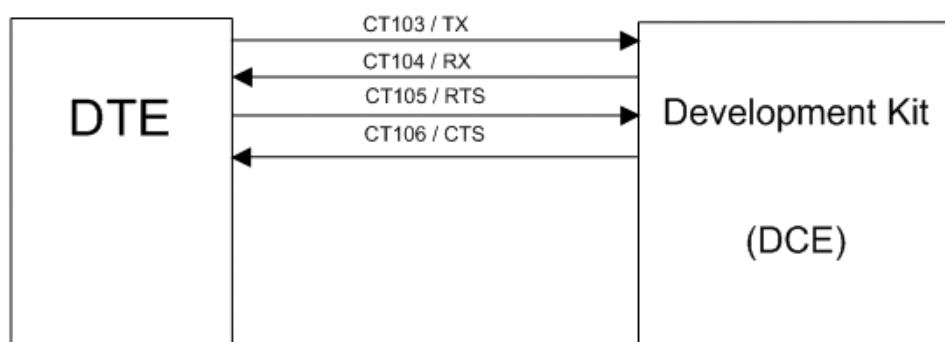 CT103 / TX
CT104 / RX
CT105 / RTS
CT106 / CTS
DTE
Development Kit
(DCE)